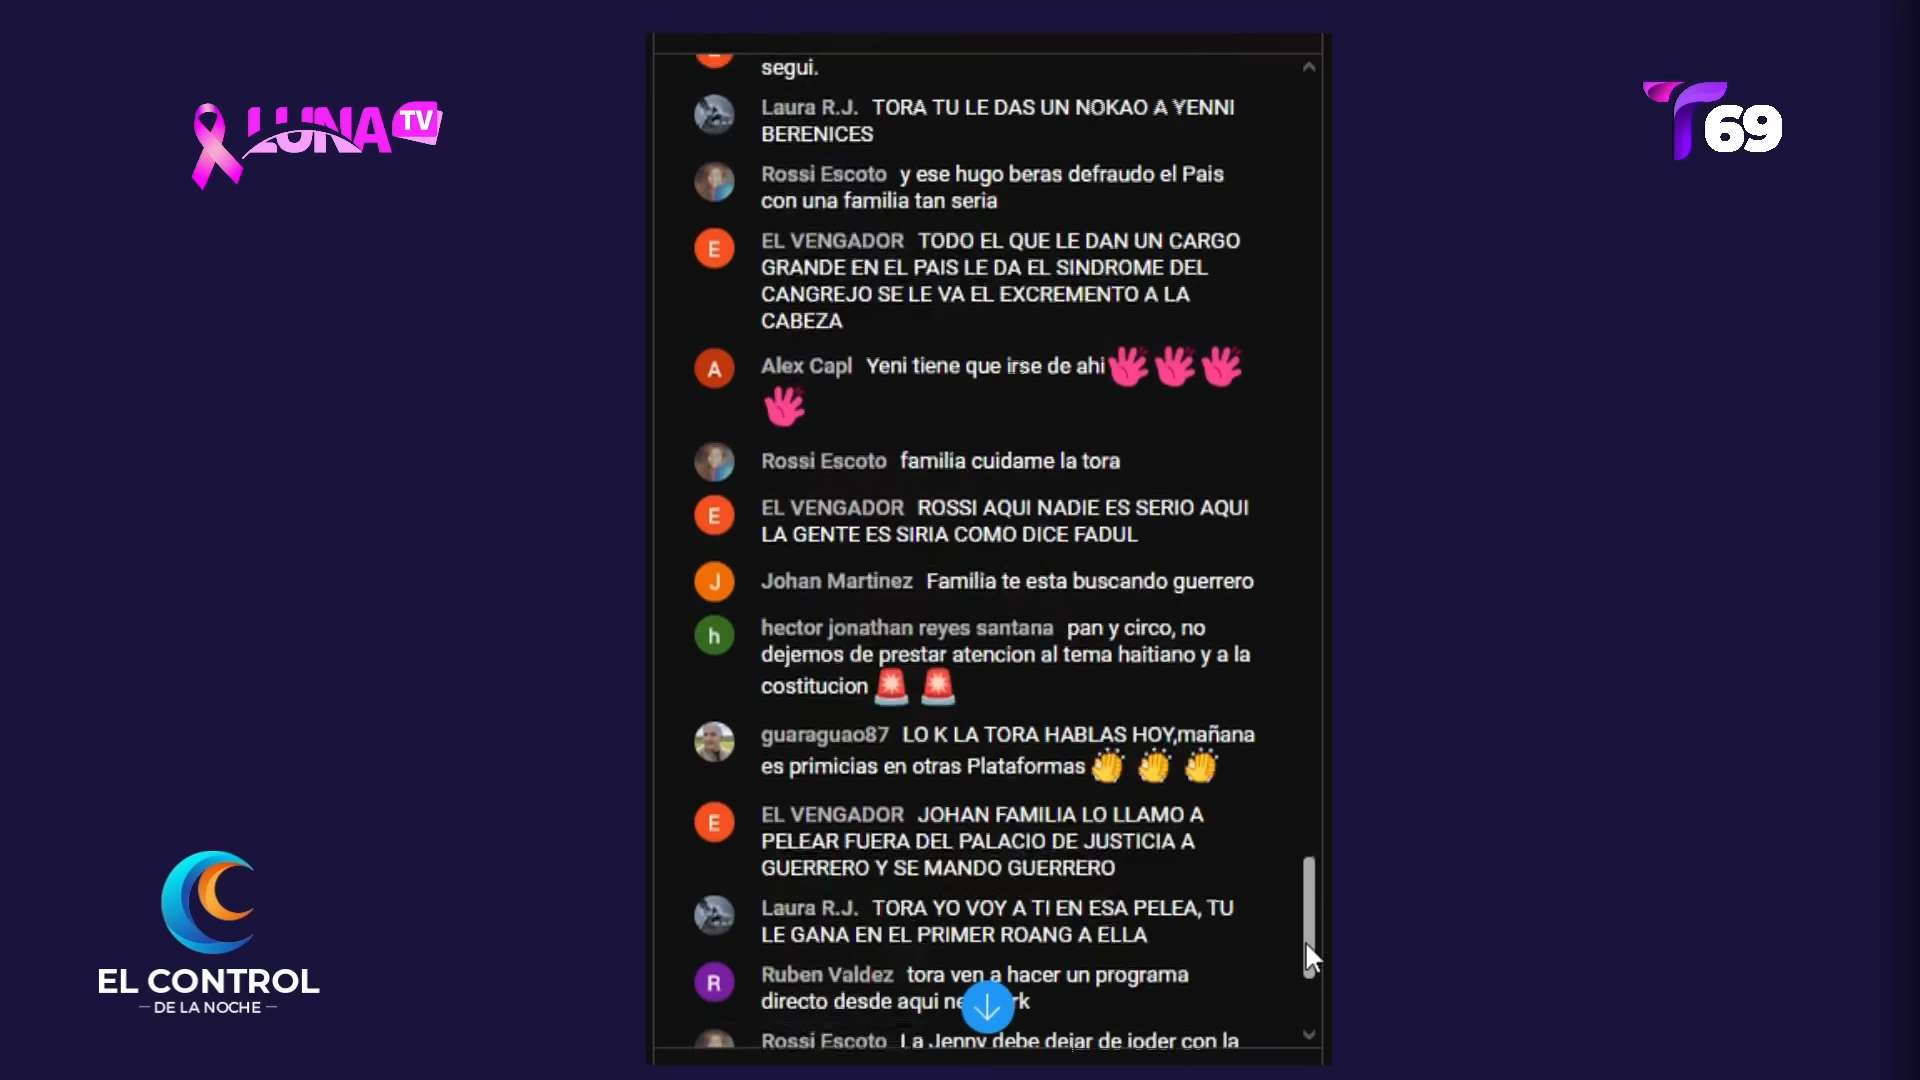 LUNA TV
T69
segui.
Laura R.J. TORA TU LE DAS UN NOKAO A YENNI
BERENICES
Rossi Escoto y ese hugo beras defraudo el Pais
con una familia tan seria
E
EL VENGADOR TODO EL QUE LE DAN UN CARGO
GRANDE EN EL PAIS LE DA EL SINDROME DEL
CANGREJO SE LE VA EL EXCREMENTO A LA
CABEZA
A
Alex Capl Yeni tiene que irse de ahi
Rossi Escoto familia cuidame la tora
E
EL VENGADOR ROSSI AQUI NADIE ES SERIO AQUI
LA GENTE ES SIRIA COMO DICE FADUL
J
Johan Martinez Familia te esta buscando guerrero
h
hector jonathan reyes santana pan y circo, no
dejemos de prestar atencion al tema haitiano y a la
costitucion
guaraguao87 LO K LA TORA HABLAS HOY,mañana
es primicias en otras Plataformas
E
EL VENGADOR JOHAN FAMILIA LO LLAMO A
PELEAR FUERA DEL PALACIO DE JUSTICIA A
GUERRERO Y SE MANDO GUERRERO
Laura R.J. TORA YO VOY A TI EN ESA PELEA, TU
LE GANA EN EL PRIMER ROANG A ELLA
R
Ruben Valdez tora ven a hacer un programa
directo desde aqui
Rossi Escoto La Jenny debe dejar de joder con la
EL CONTROL
DE LA NOCHE